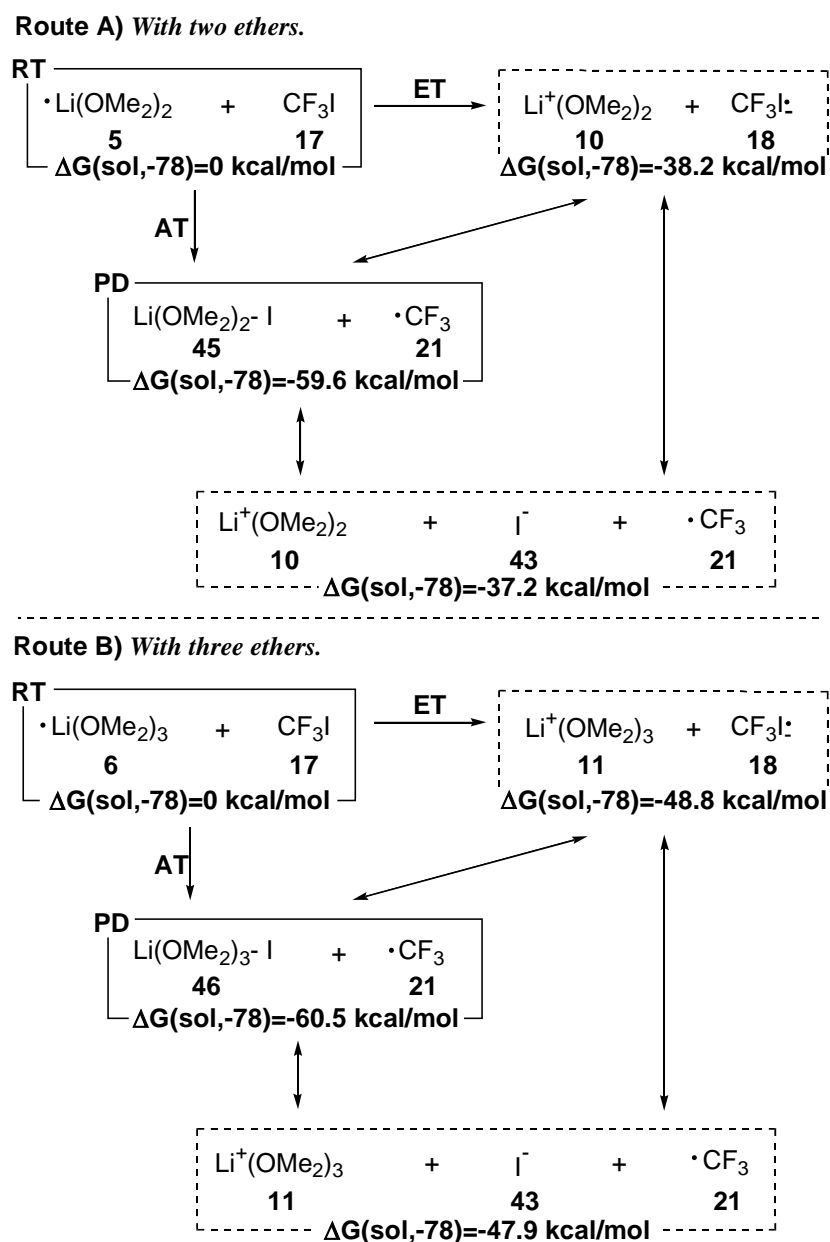 Route A) With two ethers.
RT
·Li(OMe₂)₂ + CF₃I
5 17
ΔG(sol,-78)=0 kcal/mol
ET
Li⁺(OMe₂)₂ + CF₃I·⁻
10 18
ΔG(sol,-78)=-38.2 kcal/mol
AT
PD
Li(OMe₂)₂- I + ·CF₃
45 21
ΔG(sol,-78)=-59.6 kcal/mol
Li⁺(OMe₂)₂ + I⁻ + ·CF₃
10 43 21
ΔG(sol,-78)=-37.2 kcal/mol
Route B) With three ethers.
RT
·Li(OMe₂)₃ + CF₃I
6 17
ΔG(sol,-78)=0 kcal/mol
ET
Li⁺(OMe₂)₃ + CF₃I·⁻
11 18
ΔG(sol,-78)=-48.8 kcal/mol
AT
PD
Li(OMe₂)₃- I + ·CF₃
46 21
ΔG(sol,-78)=-60.5 kcal/mol
Li⁺(OMe₂)₃ + I⁻ + ·CF₃
11 43 21
ΔG(sol,-78)=-47.9 kcal/mol